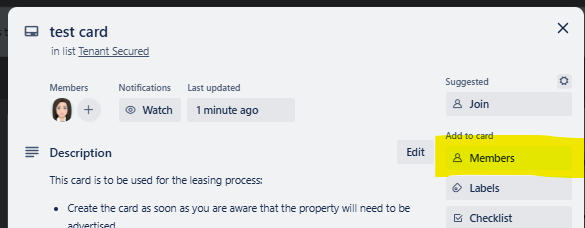 test card
in list Tenant Secured
Members
Notifications
Last updated
+
Watch
1 minute ago
Suggested
Join
Add to card
Members
Labels
Checklist
Description
Edit
This card is to be used for the leasing process:
• Create the card as soon as you are aware that the property will need to be
advertised